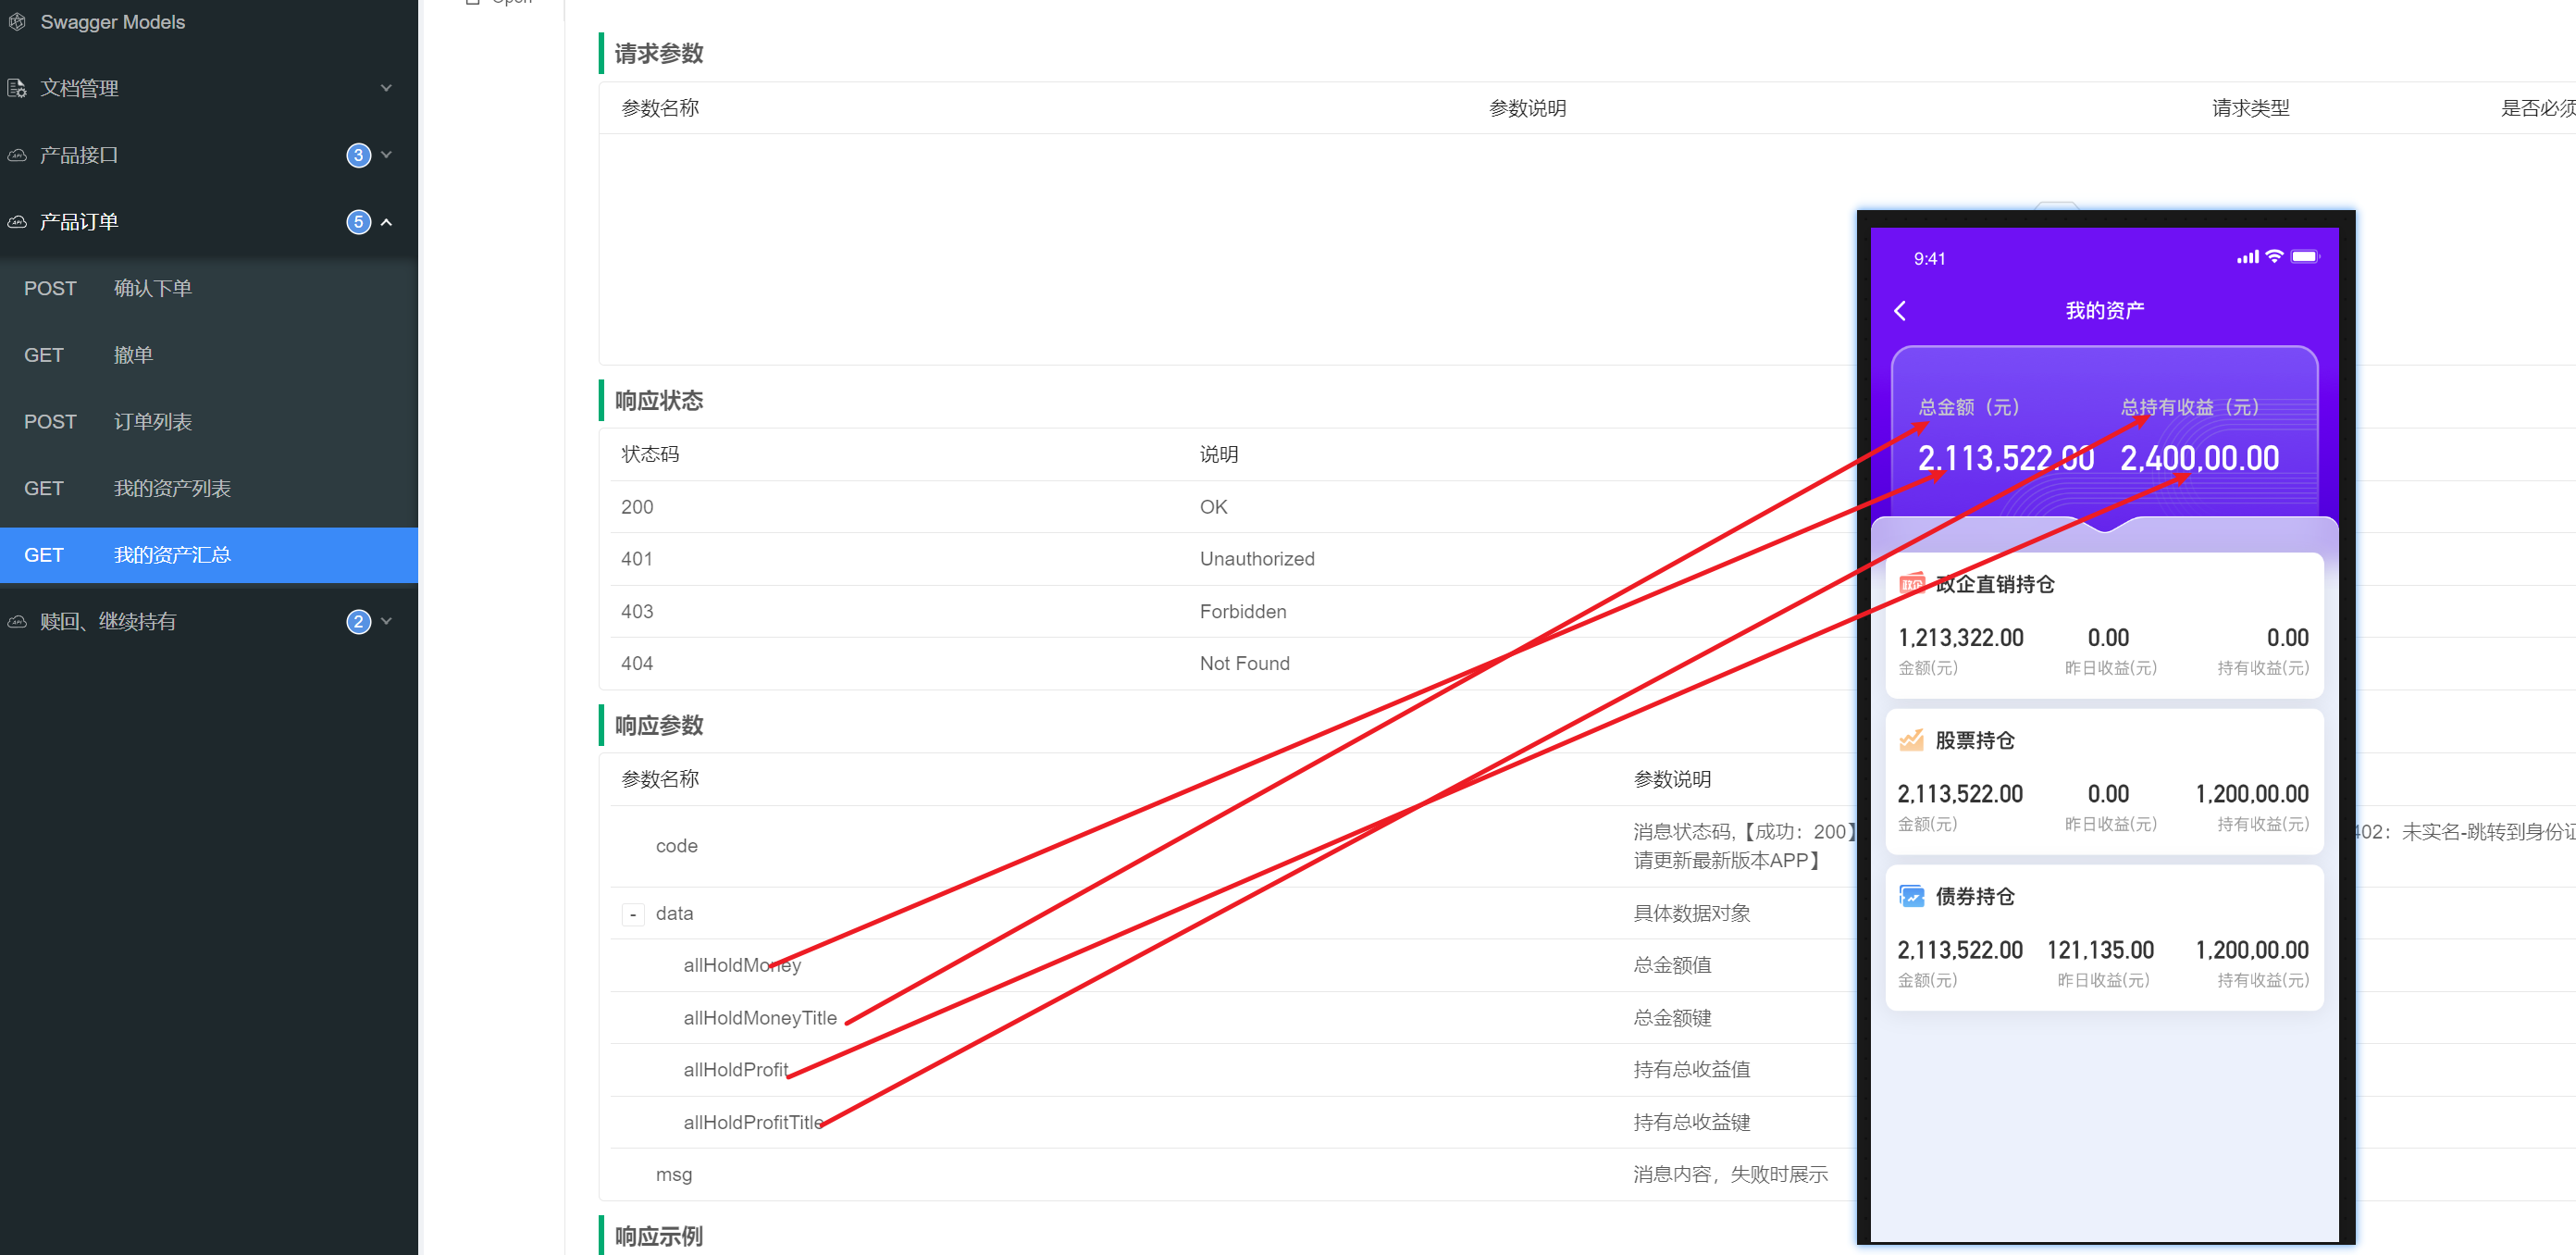 Swagger Models
文档管理
产品接口 3
产品订单 5
POST 确认下单
GET 撤单
POST 订单列表
GET 我的资产列表
GET 我的资产汇总
赎回、继续持有 2
Open
请求参数
参数名称 参数说明 请求类型 是否必须
响应状态
状态码 说明
200 OK
401 Unauthorized
403 Forbidden
404 Not Found
响应参数
参数名称 参数说明
code 消息状态码,【成功：200】 402：未实名-跳转到身份证
请更新最新版本APP】
- data 具体数据对象
allHoldMoney 总金额值
allHoldMoneyTitle 总金额键
allHoldProfit 持有总收益值
allHoldProfitTitle 持有总收益键
msg 消息内容，失败时展示
响应示例
9:41
我的资产
总金额（元） 总持有收益（元）
2,113,522.00 2,400,00.00
政企 政企直销持仓
1,213,322.00 0.00 0.00
金额(元) 昨日收益(元) 持有收益(元)
股票持仓
2,113,522.00 0.00 1,200,00.00
金额(元) 昨日收益(元) 持有收益(元)
债券持仓
2,113,522.00 121,135.00 1,200,00.00
金额(元) 昨日收益(元) 持有收益(元)